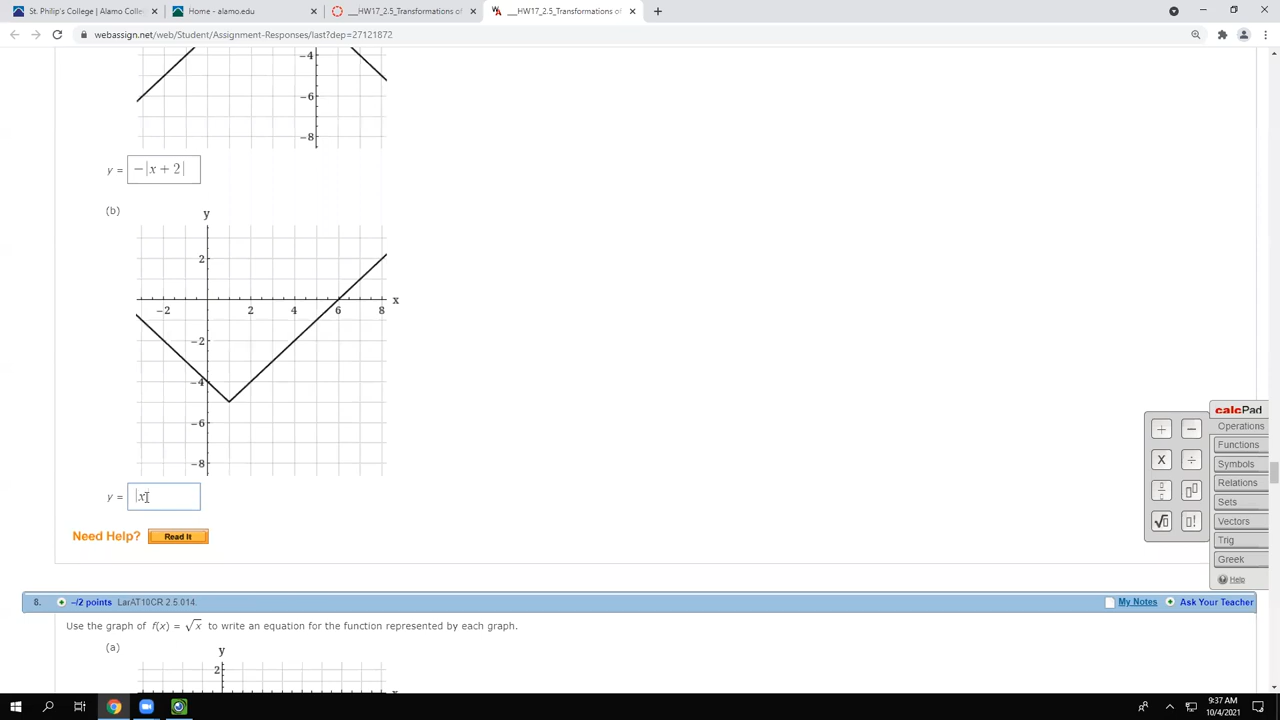 St. Philip's College | Alamo Colle
Home - alamo.edu
__HW17_2.5_Transformations of
__HW17_2.5_Transformations of
webassign.net/web/Student/Assignment-Responses/last?dep=27121872
−4
−6
−8
y = −|x + 2|
(b)
y
2
x
−2 2 4 6 8
−2
−4
−6
−8
y = |x|
Need Help? Read It
calcPad
Operations
Functions
Symbols
Relations
Sets
Vectors
Trig
Greek
Help
+ −
X ÷
8. −/2 points LarAT10CR 2.5.014. My Notes Ask Your Teacher
Use the graph of f(x) = √x to write an equation for the function represented by each graph.
(a)
y
2
x
9:37 AM
10/4/2021